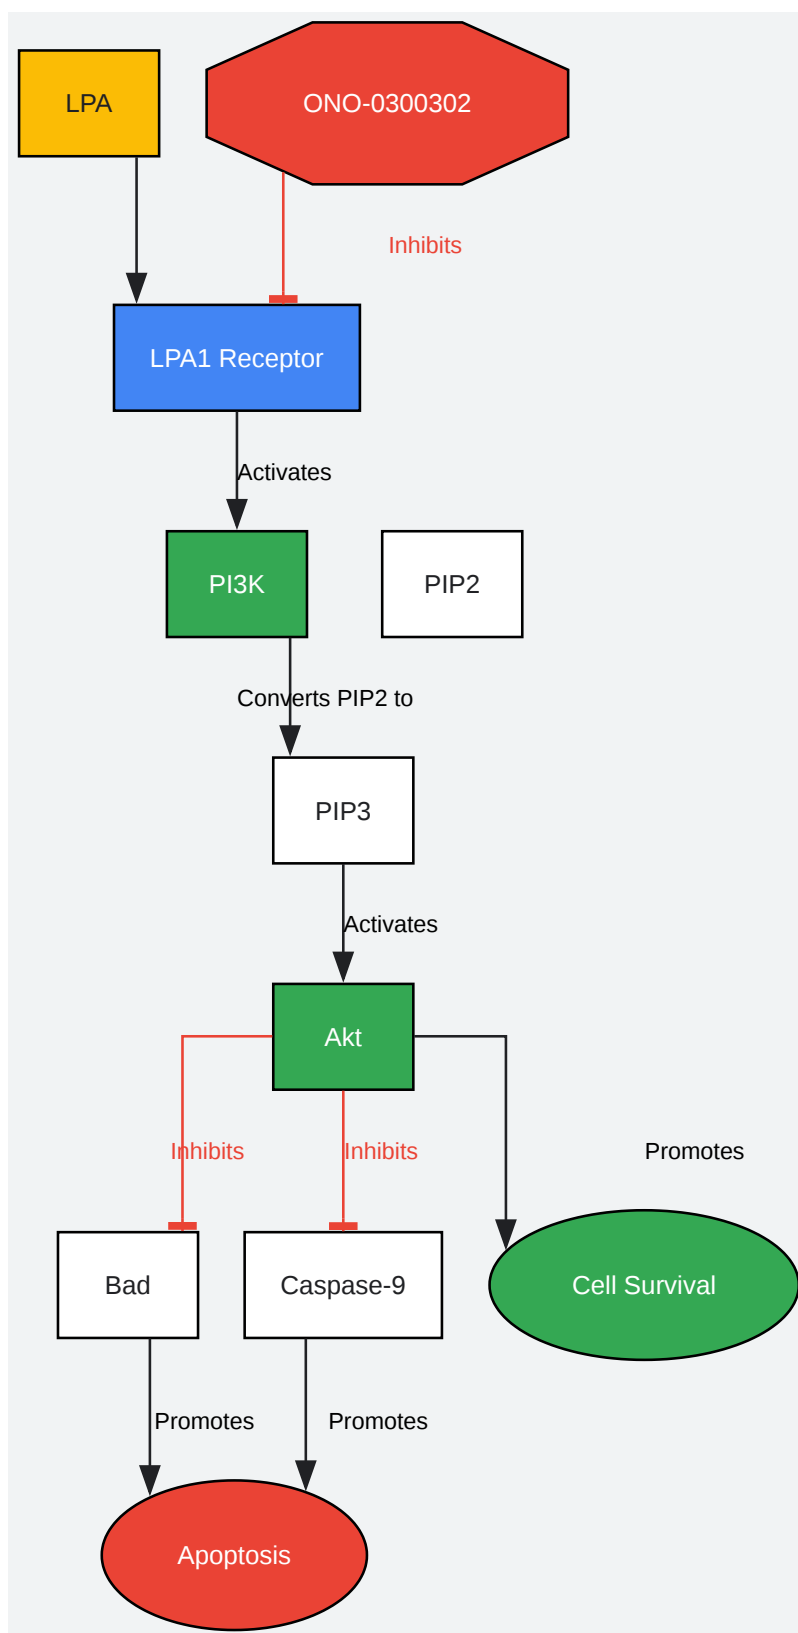 LPA
ONO-0300302
Inhibits
LPA1 Receptor
Activates
PI3K
PIP2
Converts PIP2 to
PIP3
Activates
Akt
Inhibits
Inhibits
Promotes
Bad
Caspase-9
Cell Survival
Promotes
Promotes
Apoptosis